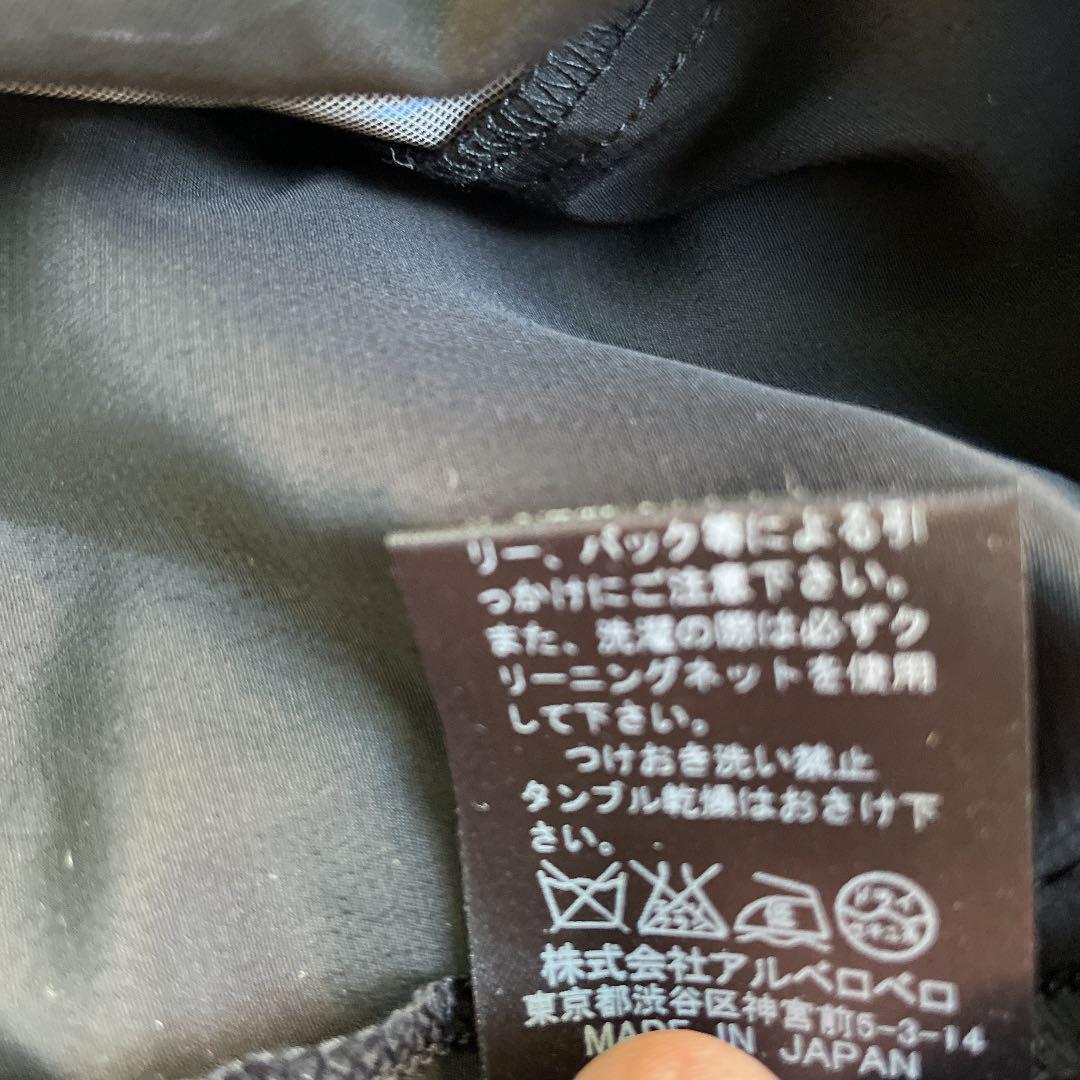 リー、バック等による引
っかけにご注意下さい。
また、洗濯の際は必ずク
リーニングネットを使用
して下さい。
つけおき洗い禁止
タンブル乾燥はおさけ下
さい。
ドライ
株式会社アルベロベロ
東京都渋谷区神宮前5-3-14
MADE IN JAPAN